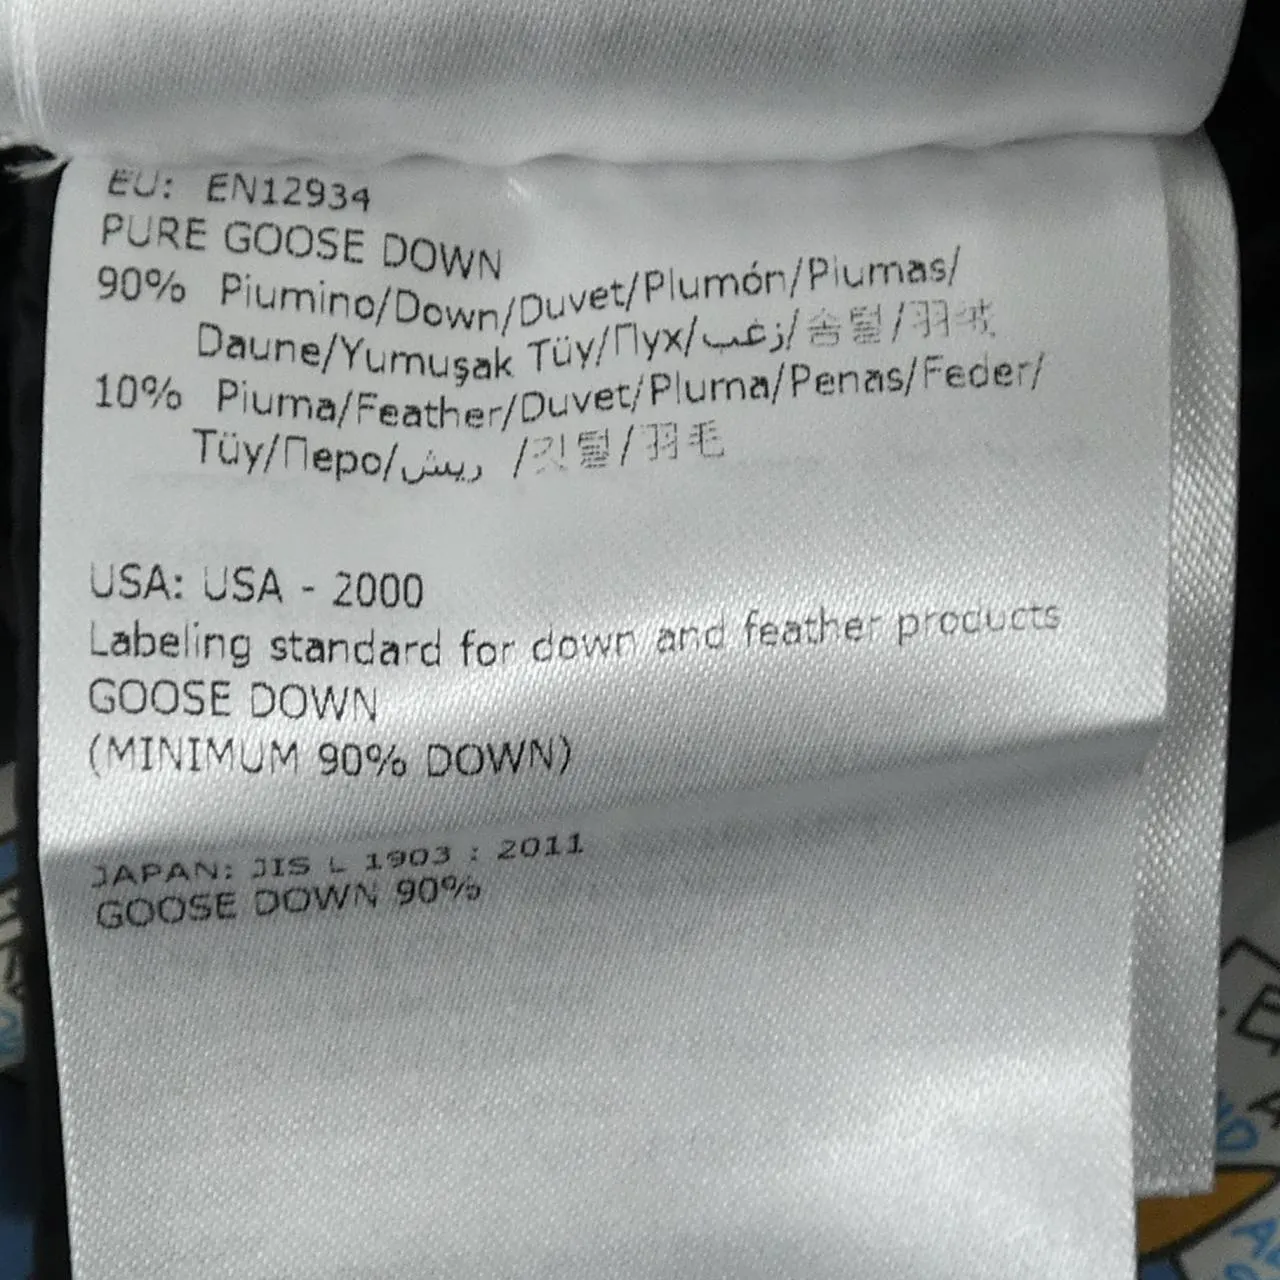 EU: EN12934
PURE GOOSE DOWN
90% Piumino/Down/Duvet/Plumón/Plumas/
Daune/Yumuşak Tüy/Пух/زغب/솜털/羽绒
10% Piuma/Feather/Duvet/Pluma/Penas/Feder/
Tüy/Перо/ريش /깃털/羽毛
USA: USA - 2000
Labeling standard for down and feather products
GOOSE DOWN
(MINIMUM 90% DOWN)
JAPAN: JIS L 1903 : 2011
GOOSE DOWN 90%